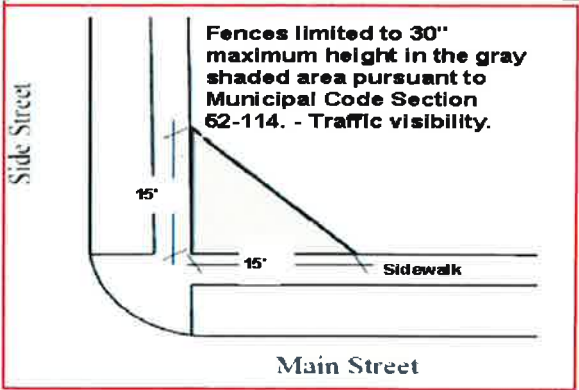 Fences limited to 30"
maximum height in the gray
shaded area pursuant to
Municipal Code Section
52-114. - Traffic visibility.
Side Street
15'
15'
Sidewalk
Main Street